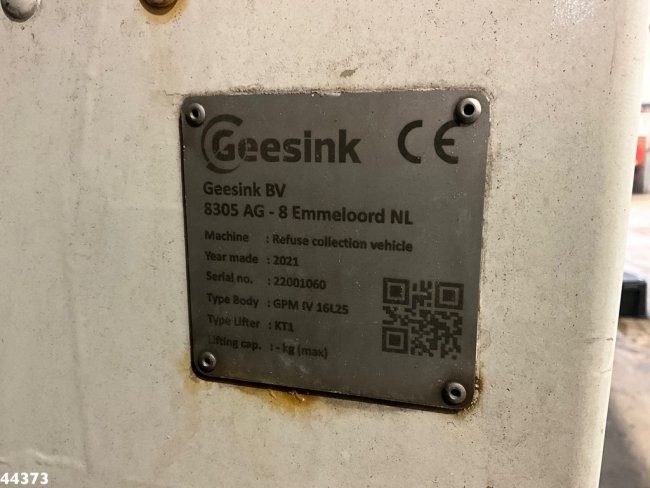 Geesink CE
Geesink BV
8305 AG - 8 Emmeloord NL
Machine : Refuse collection vehicle
Year made : 2021
Serial no. : 22001060
Type Body : GPM IV 16L25
Type Lifter : KT1
Lifting cap. : - kg (max)
44373